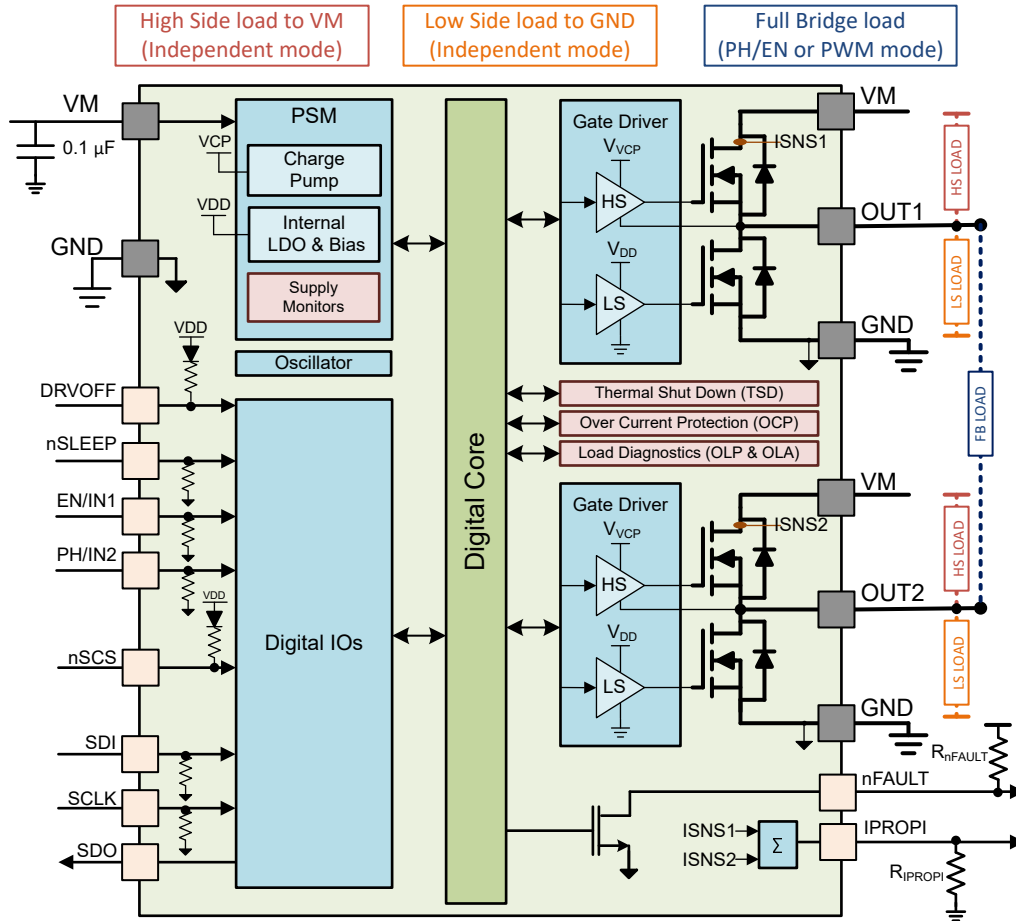 High Side load to VM
(Independent mode)
Low Side load to GND
(Independent mode)
Full Bridge load
(PH/EN or PWM mode)
VM
0.1 µF
GND
PSM
VCP
Charge
Pump
VDD
Internal
LDO & Bias
Supply
Monitors
Oscillator
VDD
DRVOFF
nSLEEP
EN/IN1
PH/IN2
VDD
nSCS
SDI
SCLK
SDO
Digital IOs
Digital Core
Gate Driver
VVCP
HS
VDD
LS
ISNS1
VM
OUT1
GND
HS LOAD
LS LOAD
FB LOAD
Thermal Shut Down (TSD)
Over Current Protection (OCP)
Load Diagnostics (OLP & OLA)
Gate Driver
VVCP
HS
VDD
LS
ISNS2
VM
OUT2
GND
HS LOAD
LS LOAD
RnFAULT
nFAULT
ISNS1
ISNS2
Σ
IPROPI
RIPROPI